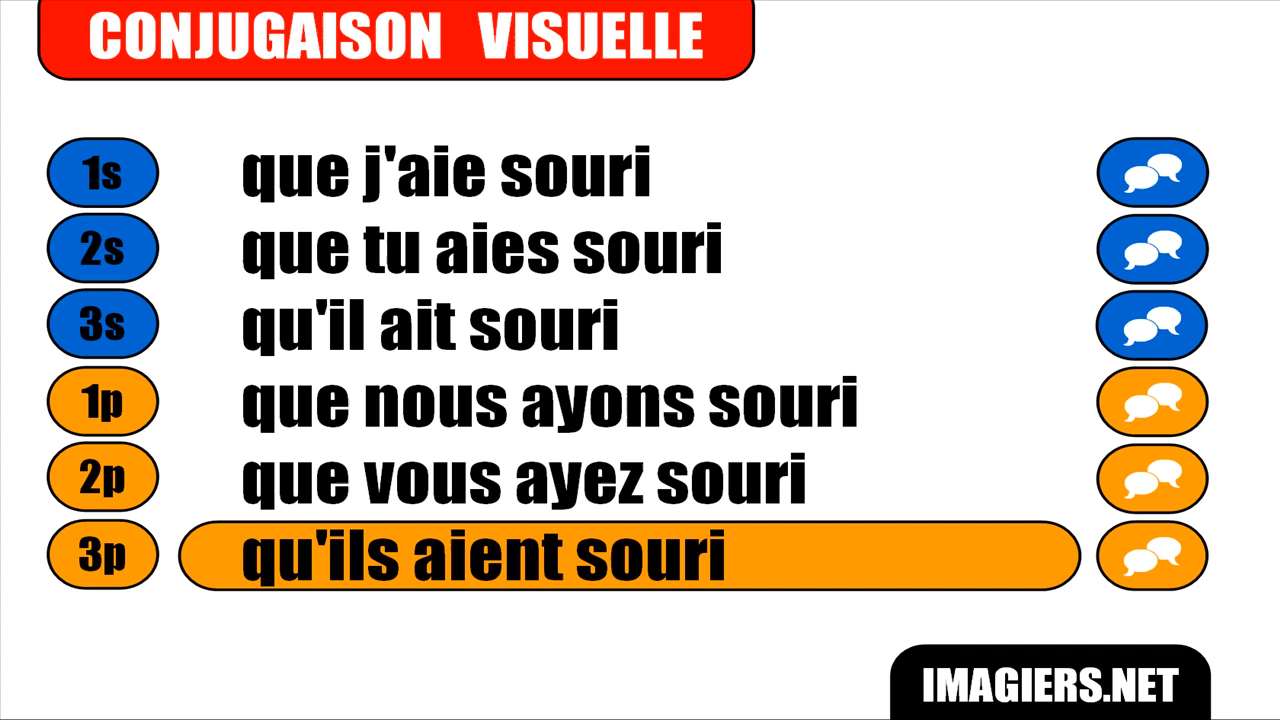 CONJUGAISON VISUELLE
1s que j'aie souri
2s que tu aies souri
3s qu'il ait souri
1p que nous ayons souri
2p que vous ayez souri
3p qu'ils aient souri
IMAGIERS.NET